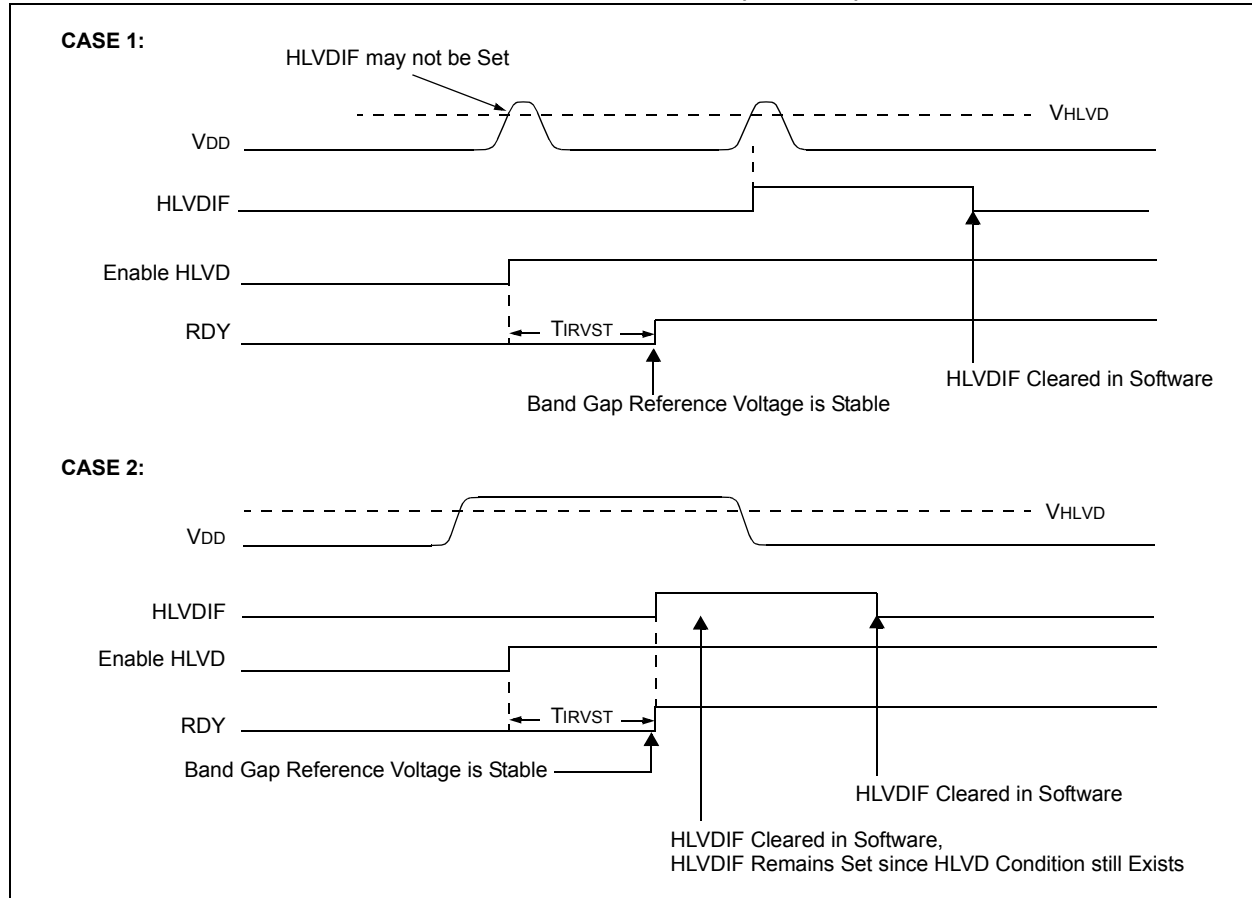 CASE 1:
HLVDIF may not be Set
VHLVD
VDD
HLVDIF
Enable HLVD
RDY
TIRVST
HLVDIF Cleared in Software
Band Gap Reference Voltage is Stable
CASE 2:
VHLVD
VDD
HLVDIF
Enable HLVD
RDY
TIRVST
Band Gap Reference Voltage is Stable
HLVDIF Cleared in Software
HLVDIF Cleared in Software,
HLVDIF Remains Set since HLVD Condition still Exists